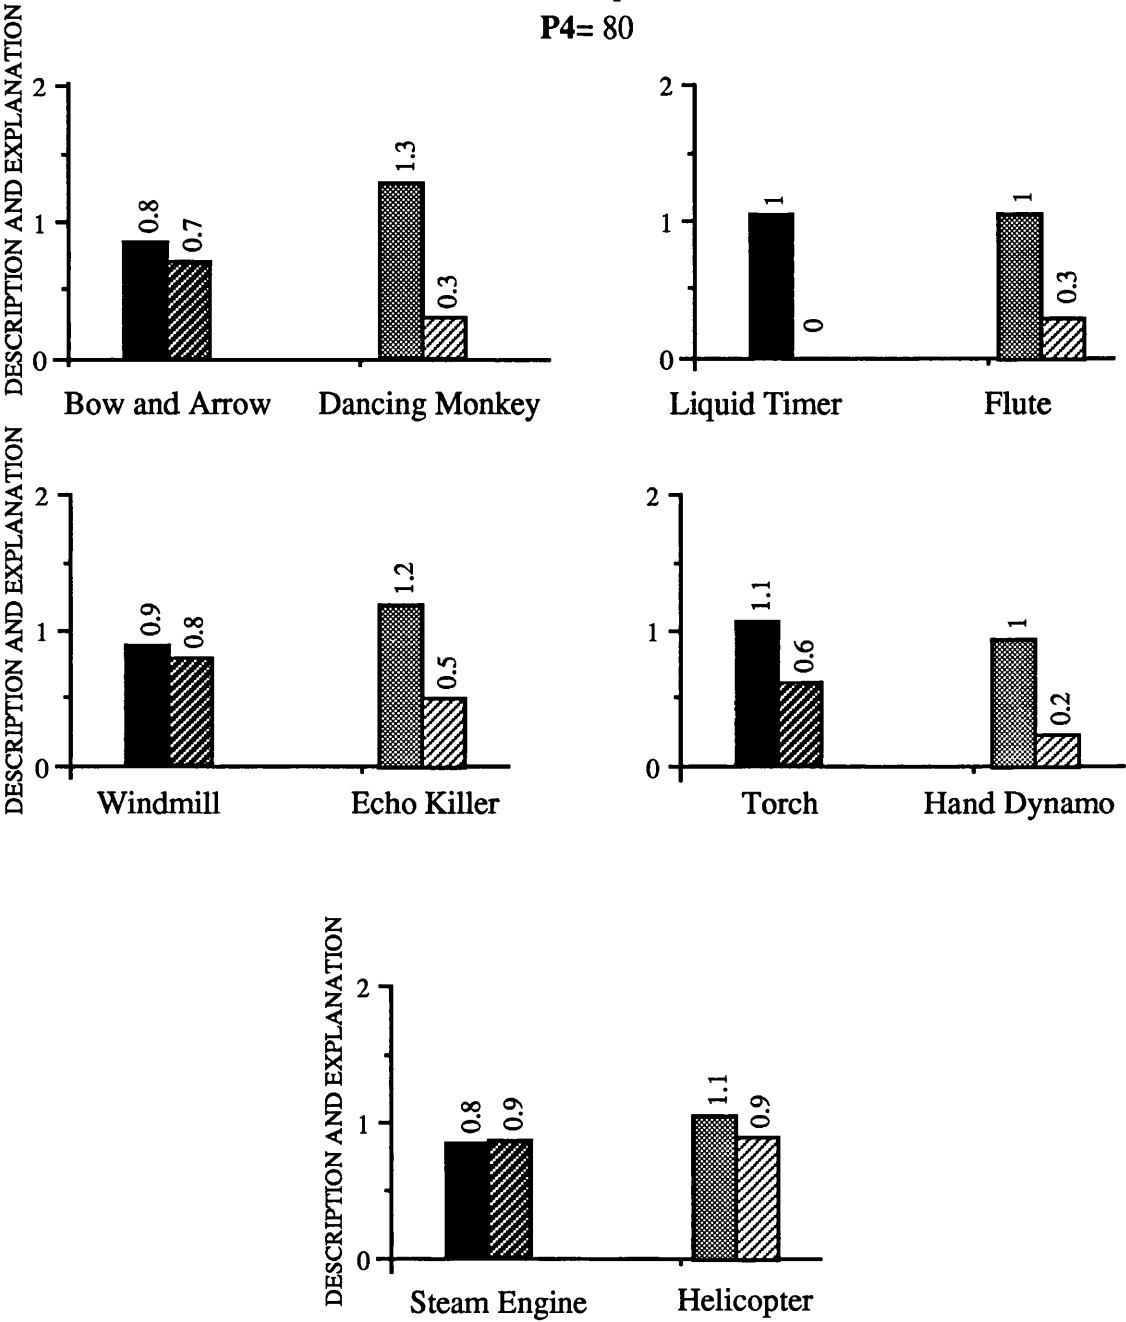 P4= 80
DESCRIPTION AND EXPLANATION
2
1
0
0.8
0.7
1.3
0.3
Bow and Arrow
Dancing Monkey
2
1
0
1
0
1
0.3
Liquid Timer
Flute
DESCRIPTION AND EXPLANATION
2
1
0
0.9
0.8
1.2
0.5
Windmill
Echo Killer
2
1
0
1.1
0.6
1
0.2
Torch
Hand Dynamo
DESCRIPTION AND EXPLANATION
2
1
0
0.8
0.9
1.1
0.9
Steam Engine
Helicopter